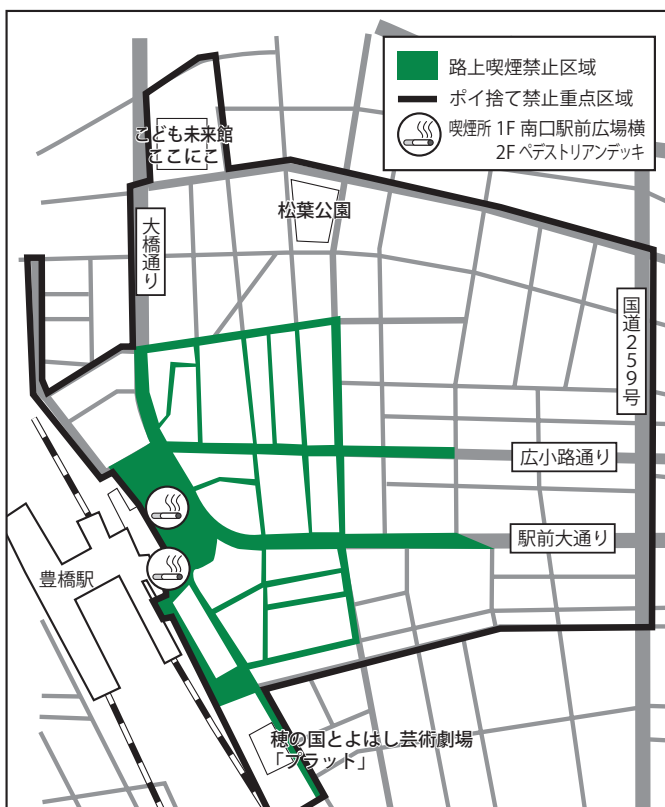 路上喫煙禁止区域
ポイ捨て禁止重点区域
喫煙所 1F 南口駅前広場横
2F ペデストリアンデッキ
こども未来館
ここにこ
松葉公園
大橋通り
国道259号
広小路通り
駅前大通り
豊橋駅
穂の国とよはし芸術劇場
「プラット」